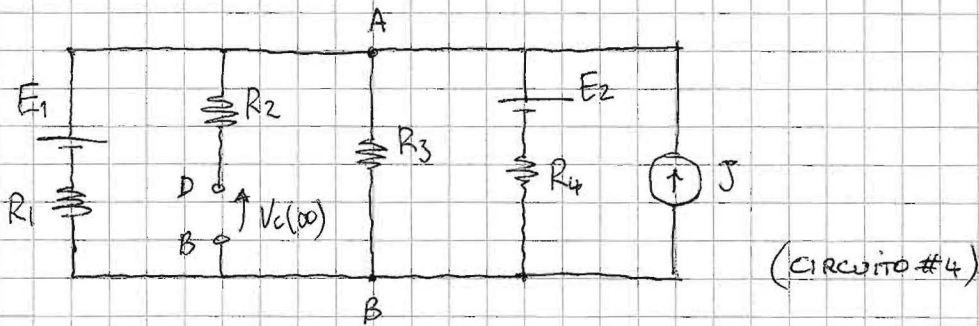 A
E1
R2
E2
R3
R4
J
D
R1
Vc(∞)
B
(CIRCUITO #4)
B